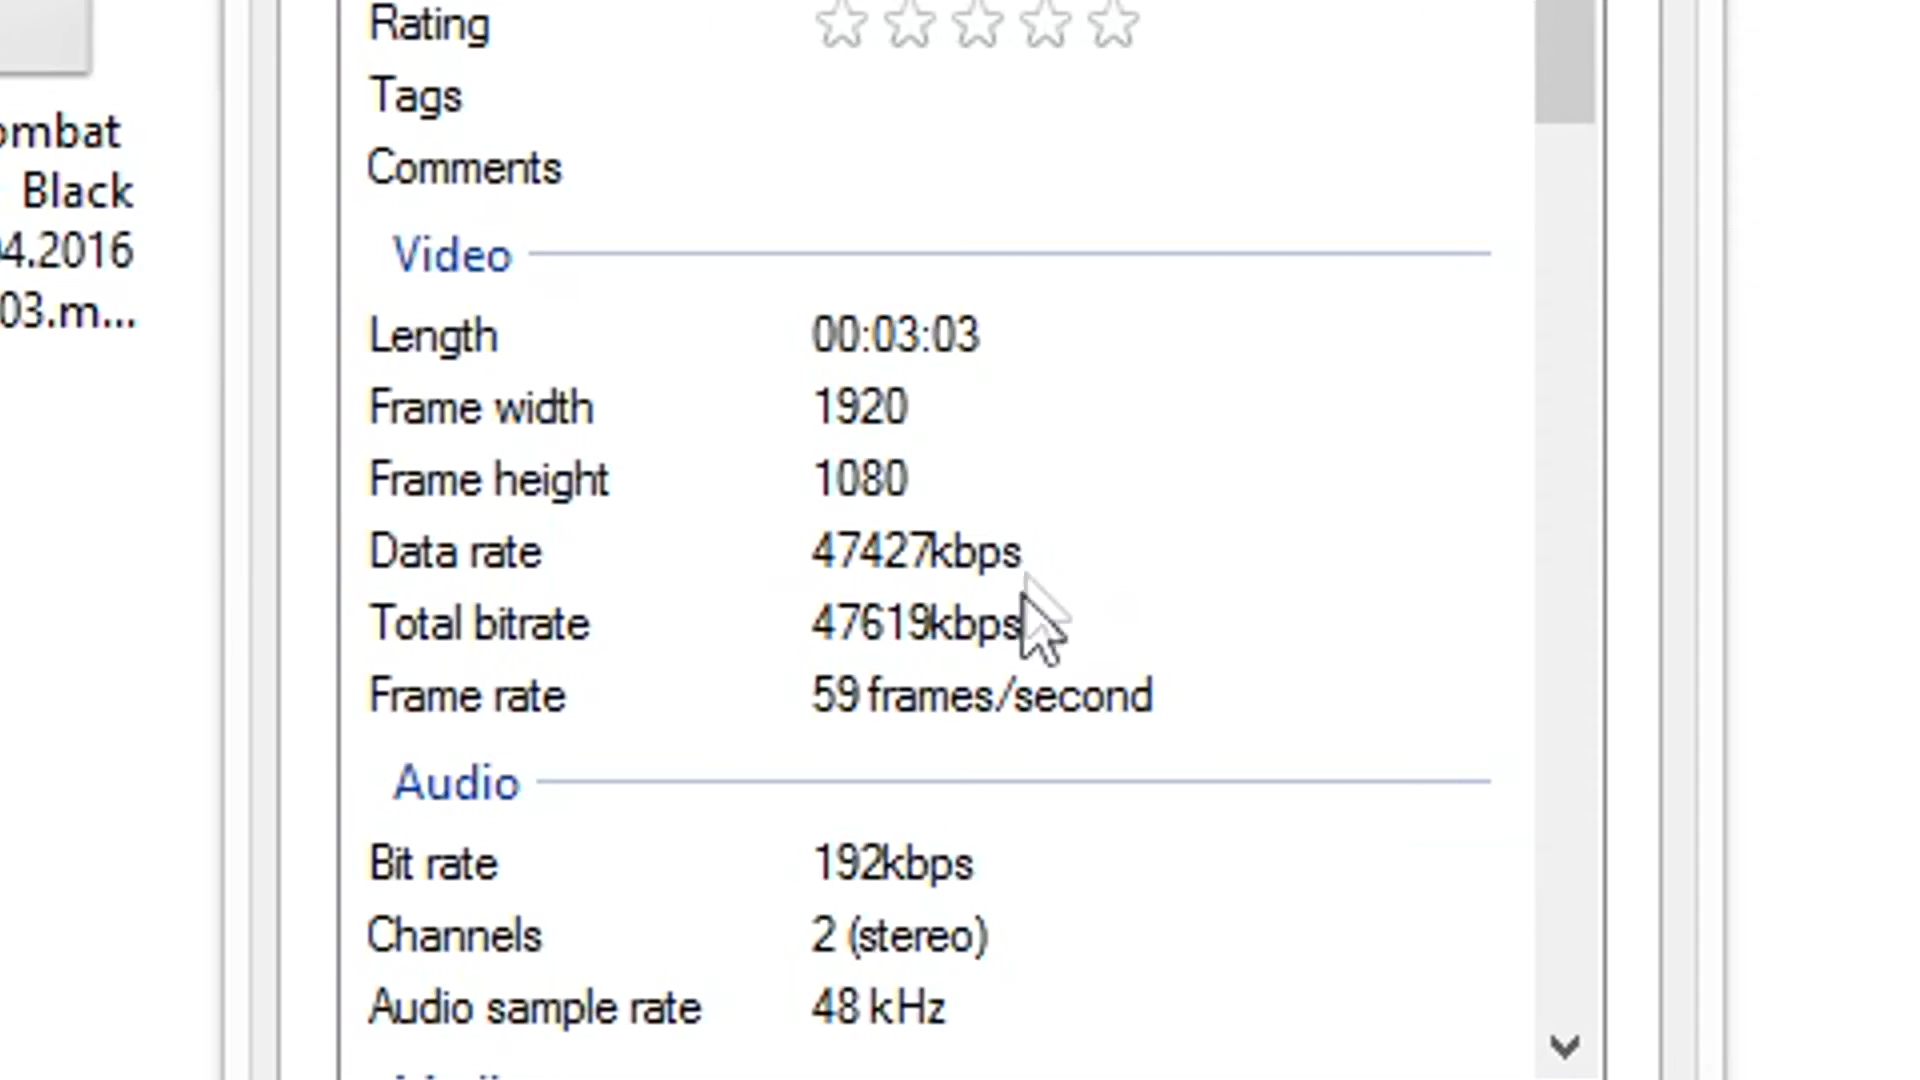 ombat
Black
04.2016
03.m...
Rating
Tags
Comments
Video
Length 00:03:03
Frame width 1920
Frame height 1080
Data rate 47427kbps
Total bitrate 47619kbps
Frame rate 59 frames/second
Audio
Bit rate 192kbps
Channels 2 (stereo)
Audio sample rate 48 kHz